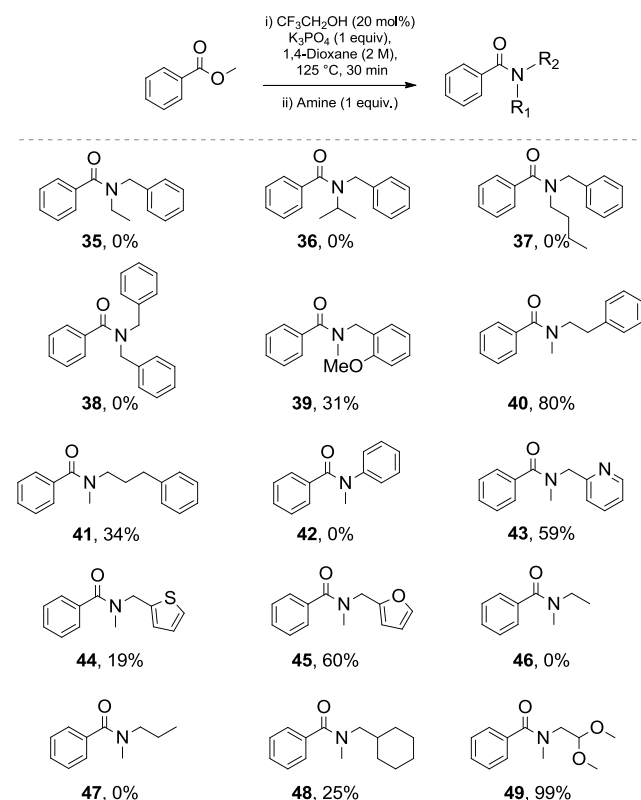 i) CF₃CH₂OH (20 mol%)
K₃PO₄ (1 equiv),
1,4-Dioxane (2 M),
125 °C, 30 min
ii) Amine (1 equiv.)
O
O
O
N
R₂
R₁
O
N
35, 0%
O
N
36, 0%
O
N
37, 0%
O
N
38, 0%
O
N
MeO
39, 31%
O
N
40, 80%
O
N
41, 34%
O
N
42, 0%
O
N
N
43, 59%
O
S
N
44, 19%
O
O
N
45, 60%
O
N
46, 0%
O
N
47, 0%
O
N
48, 25%
O
O
N
O
49, 99%